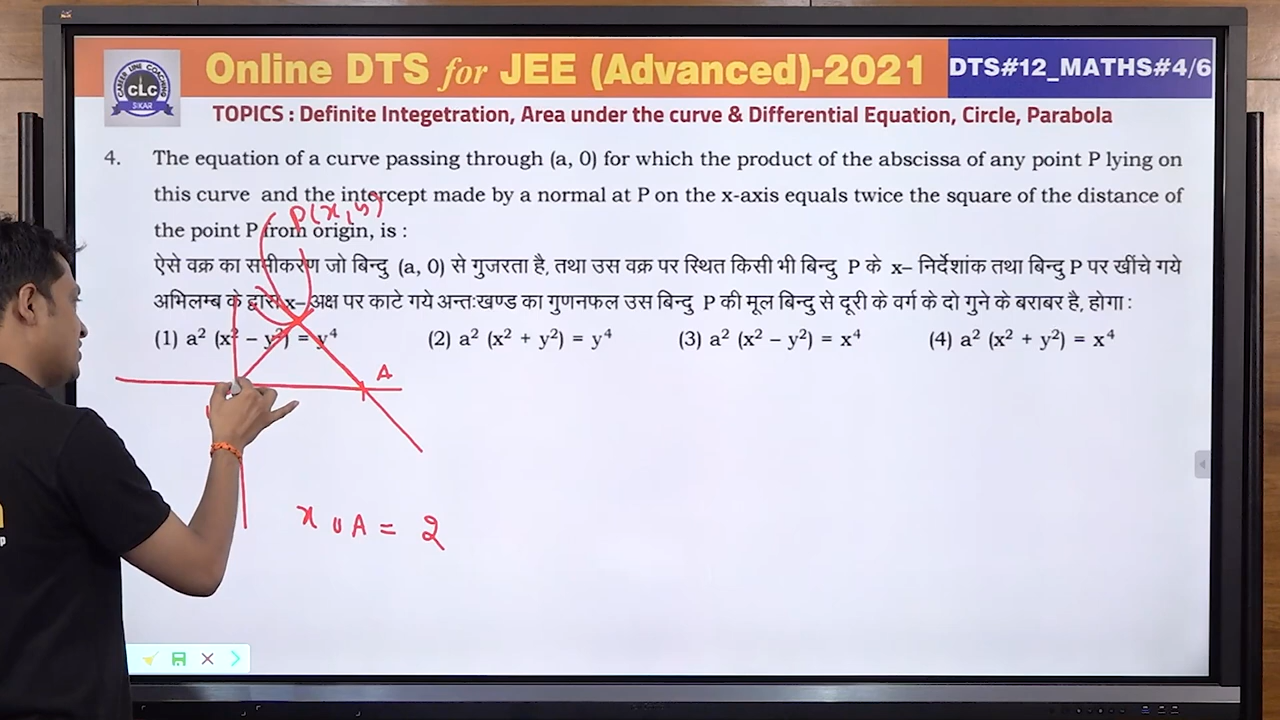 Online DTS for JEE (Advanced)-2021
DTS#12_MATHS#4/6
CAREER LINE COACHING
CLC
SIKAR
TOPICS : Definite Integetration, Area under the curve & Differential Equation, Circle, Parabola
4. The equation of a curve passing through (a, 0) for which the product of the abscissa of any point P lying on
this curve and the intercept made by a normal at P on the x-axis equals twice the square of the distance of
the point P from origin, is :
ऐसे वक्र का समीकरण जो बिन्दु (a, 0) से गुजरता है, तथा उस वक्र पर स्थित किसी भी बिन्दु P के x– निर्देशांक तथा बिन्दु P पर खींचे गये
अभिलम्ब के द्वारा x– अक्ष पर काटे गये अन्तःखण्ड का गुणनफल उस बिन्दु P की मूल बिन्दु से दूरी के वर्ग के दो गुने के बराबर है, होगा :
(1) a² (x² – y²) = y⁴ (2) a² (x² + y²) = y⁴ (3) a² (x² – y²) = x⁴ (4) a² (x² + y²) = x⁴
P(x, y)
A
x OA = 2